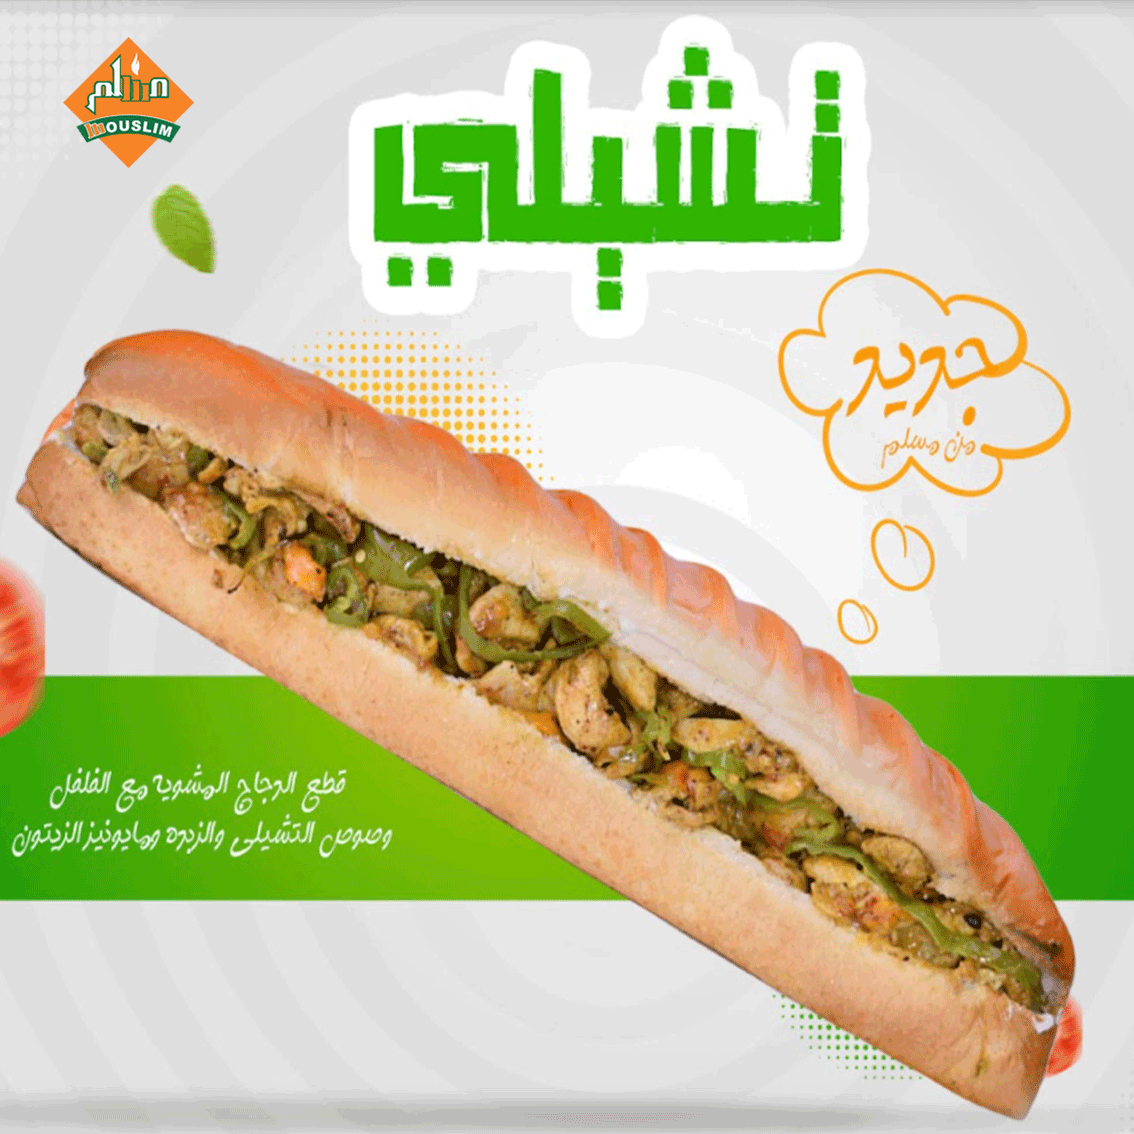 مسلم
MOUSLIM
تشيلي
جديد
من مسلم
قطع الدجاج المشوية مع الفلفل
وصوص التشيلي والزبدة ومايونيز الزيتون